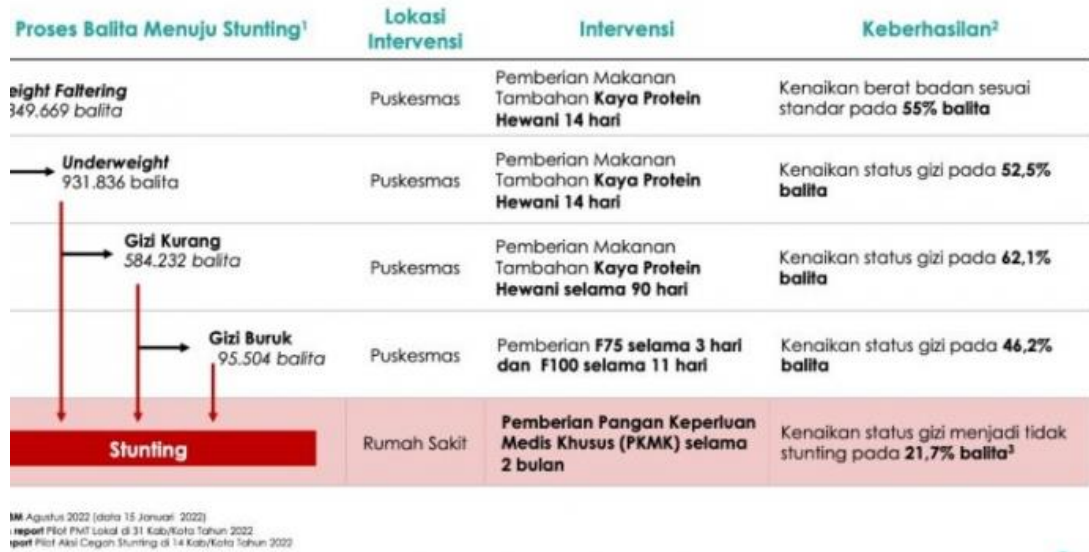 Proses Balita Menuju Stunting¹
Lokasi
Intervensi
Intervensi
Keberhasilan²
eight Faltering
349.669 balita
Puskesmas
Pemberian Makanan
Tambahan Kaya Protein
Hewani 14 hari
Kenaikan berat badan sesuai
standar pada 55% balita
Underweight
931.836 balita
Puskesmas
Pemberian Makanan
Tambahan Kaya Protein
Hewani 14 hari
Kenaikan status gizi pada 52,5%
balita
Gizi Kurang
584.232 balita
Puskesmas
Pemberian Makanan
Tambahan Kaya Protein
Hewani selama 90 hari
Kenaikan status gizi pada 62,1%
balita
Gizi Buruk
95.504 balita
Puskesmas
Pemberian F75 selama 3 hari
dan F100 selama 11 hari
Kenaikan status gizi pada 46,2%
balita
Stunting
Rumah Sakit
Pemberian Pangan Keperluan
Medis Khusus (PKMK) selama
2 bulan
Kenaikan status gizi menjadi tidak
stunting pada 21,7% balita³
Agustus 2022 (data 15 Januari 2022)
report Pilot PMT Lokal di 31 Kab/Kota Tahun 2022
Pilot Aksi Cegah Stunting di 14 Kab/Kota Tahun 2022